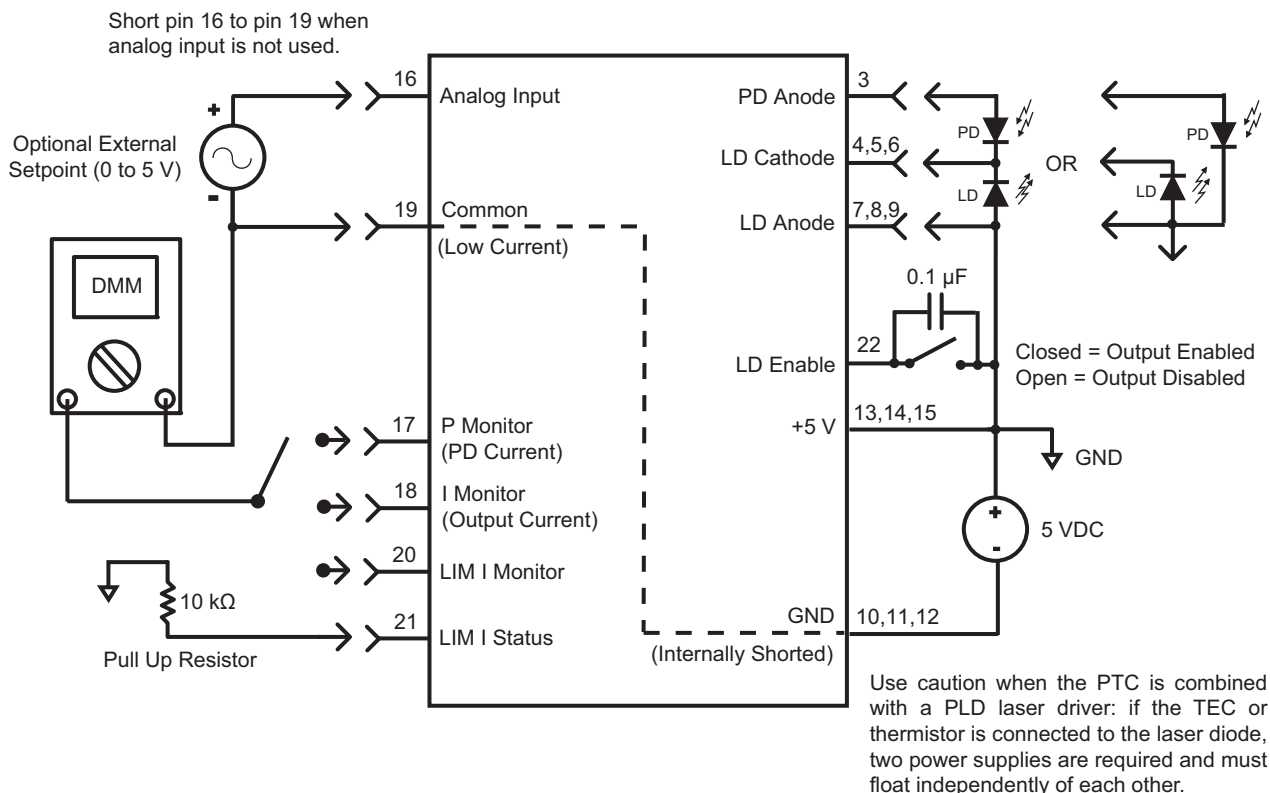 Short pin 16 to pin 19 when
analog input is not used.
16
Analog Input
+
Optional External
Setpoint (0 to 5 V)
-
19
Common
(Low Current)
DMM
17
P Monitor
(PD Current)
18
I Monitor
(Output Current)
20
LIM I Monitor
10 kΩ
21
LIM I Status
Pull Up Resistor
PD Anode
3
PD
LD Cathode
4,5,6
LD
LD Anode
7,8,9
OR
PD
LD
0.1 µF
LD Enable
22
Closed = Output Enabled
Open = Output Disabled
+5 V
13,14,15
GND
+
5 VDC
-
GND
10,11,12
(Internally Shorted)
Use caution when the PTC is combined
with a PLD laser driver: if the TEC or
thermistor is connected to the laser diode,
two power supplies are required and must
float independently of each other.